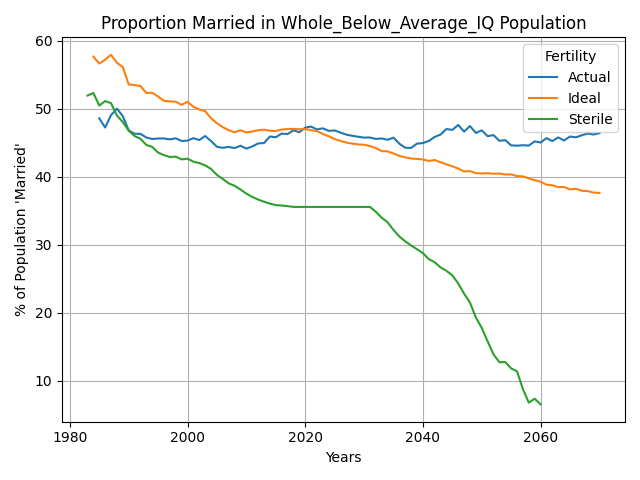 Proportion Married in Whole_Below_Average_IQ Population
Fertility
Actual
Ideal
Sterile
% of Population 'Married'
60
50
40
30
20
10
1980
2000
2020
2040
2060
Years